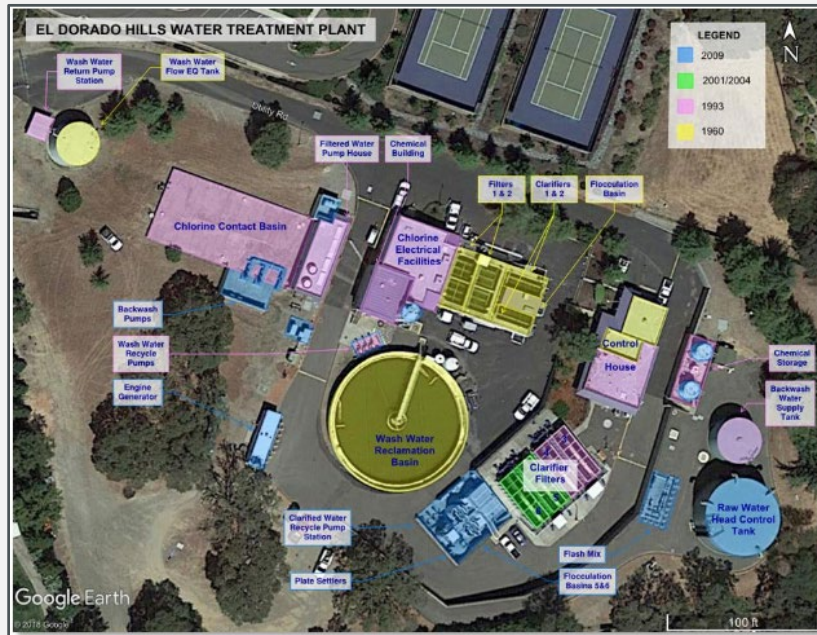 EL DORADO HILLS WATER TREATMENT PLANT
LEGEND
2009
2001/2004
1993
1960
N
Wash Water
Return Pump
Station
Wash Water
Flow EQ Tank
Utility Rd
Filtered Water
Pump House
Chemical
Building
Filters
1 & 2
Clarifiers
1 & 2
Flocculation
Basin
Chlorine Contact Basin
Chlorine
Electrical
Facilities
Backwash
Pumps
Wash Water
Recycle
Pumps
Engine
Generator
Control
House
Chemical
Storage
Backwash
Water
Supply
Tank
Wash Water
Reclamation
Basin
Clarifier
Filters
Raw Water
Head Control
Tank
Clarified Water
Recycle Pump
Station
Plate Settlers
Flash Mix
Flocculation
Basins 5&6
Google Earth
© 2018 Google
100 ft